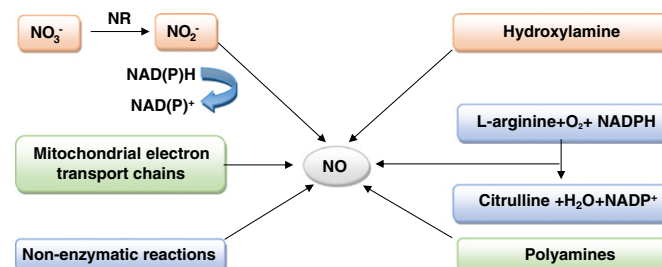 NO₃⁻
NR
NO₂⁻
NAD(P)H
NAD(P)⁺
Hydroxylamine
L-arginine+O₂+ NADPH
Mitochondrial electron
transport chains
NO
Citrulline +H₂O+NADP⁺
Non-enzymatic reactions
Polyamines